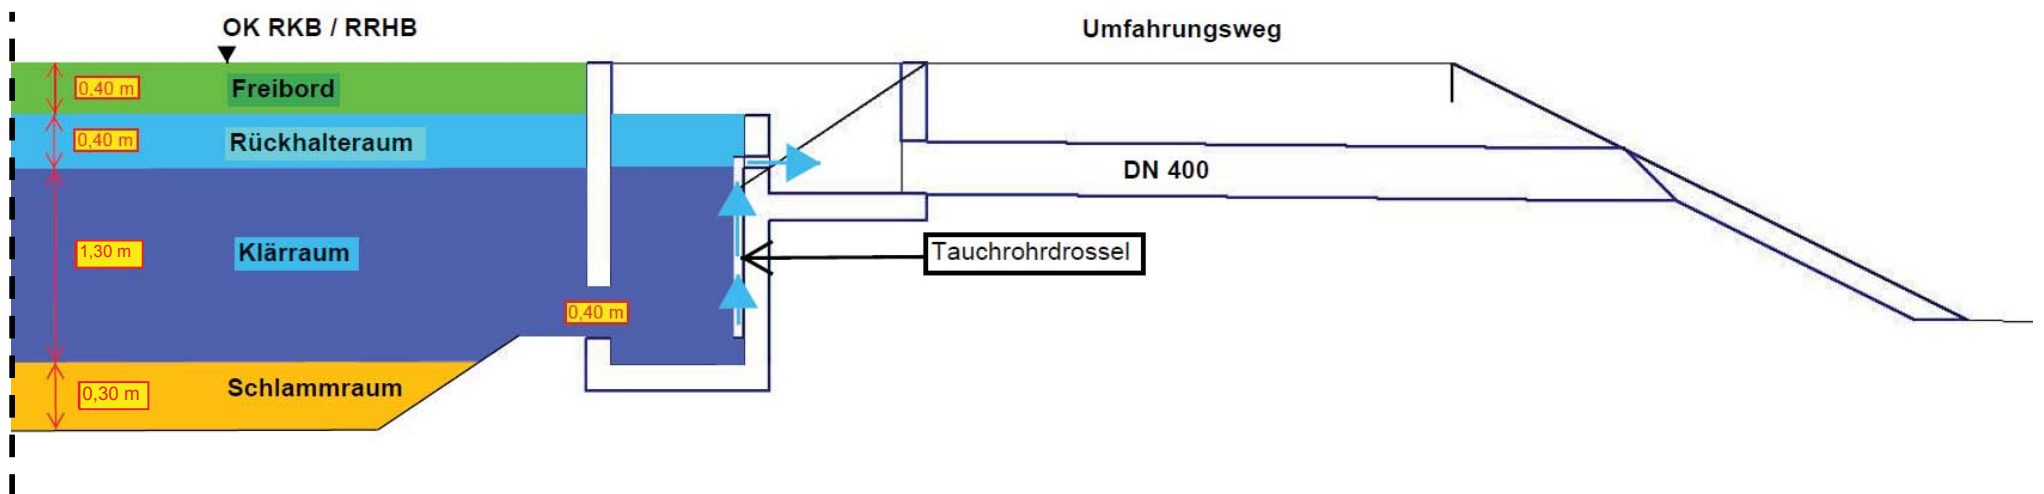 OK RKB / RRHB
Umfahrungsweg
0,40 m
Freibord
0,40 m
Rückhalteraum
DN 400
1,30 m
Klärraum
Tauchrohrdrossel
0,40 m
0,30 m
Schlammraum